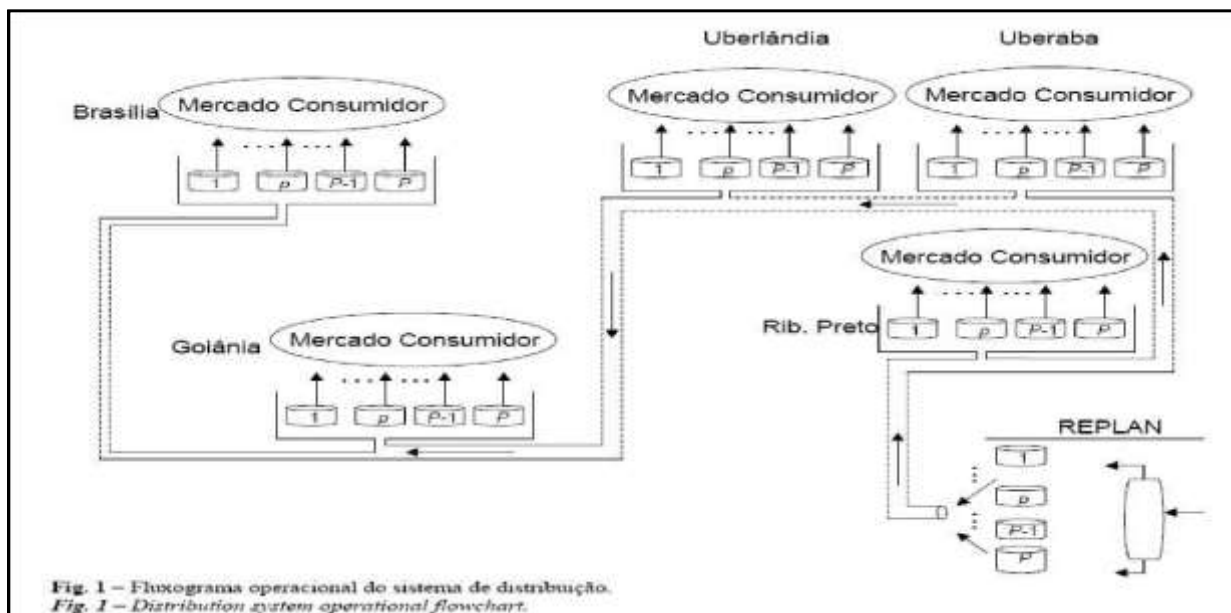 Uberlândia
Uberaba
Brasília
Mercado Consumidor
Mercado Consumidor
Mercado Consumidor
1 p P-1 P
1 p P-1 P
1 p P-1 P
Mercado Consumidor
Rib. Preto
1 p P-1 P
Goiânia
Mercado Consumidor
1 p P-1 P
REPLAN
1
p
P-1
P
Fig. 1 – Fluxograma operacional do sistema de distribuição.
Fig. 1 – Distribution system operational flowchart.